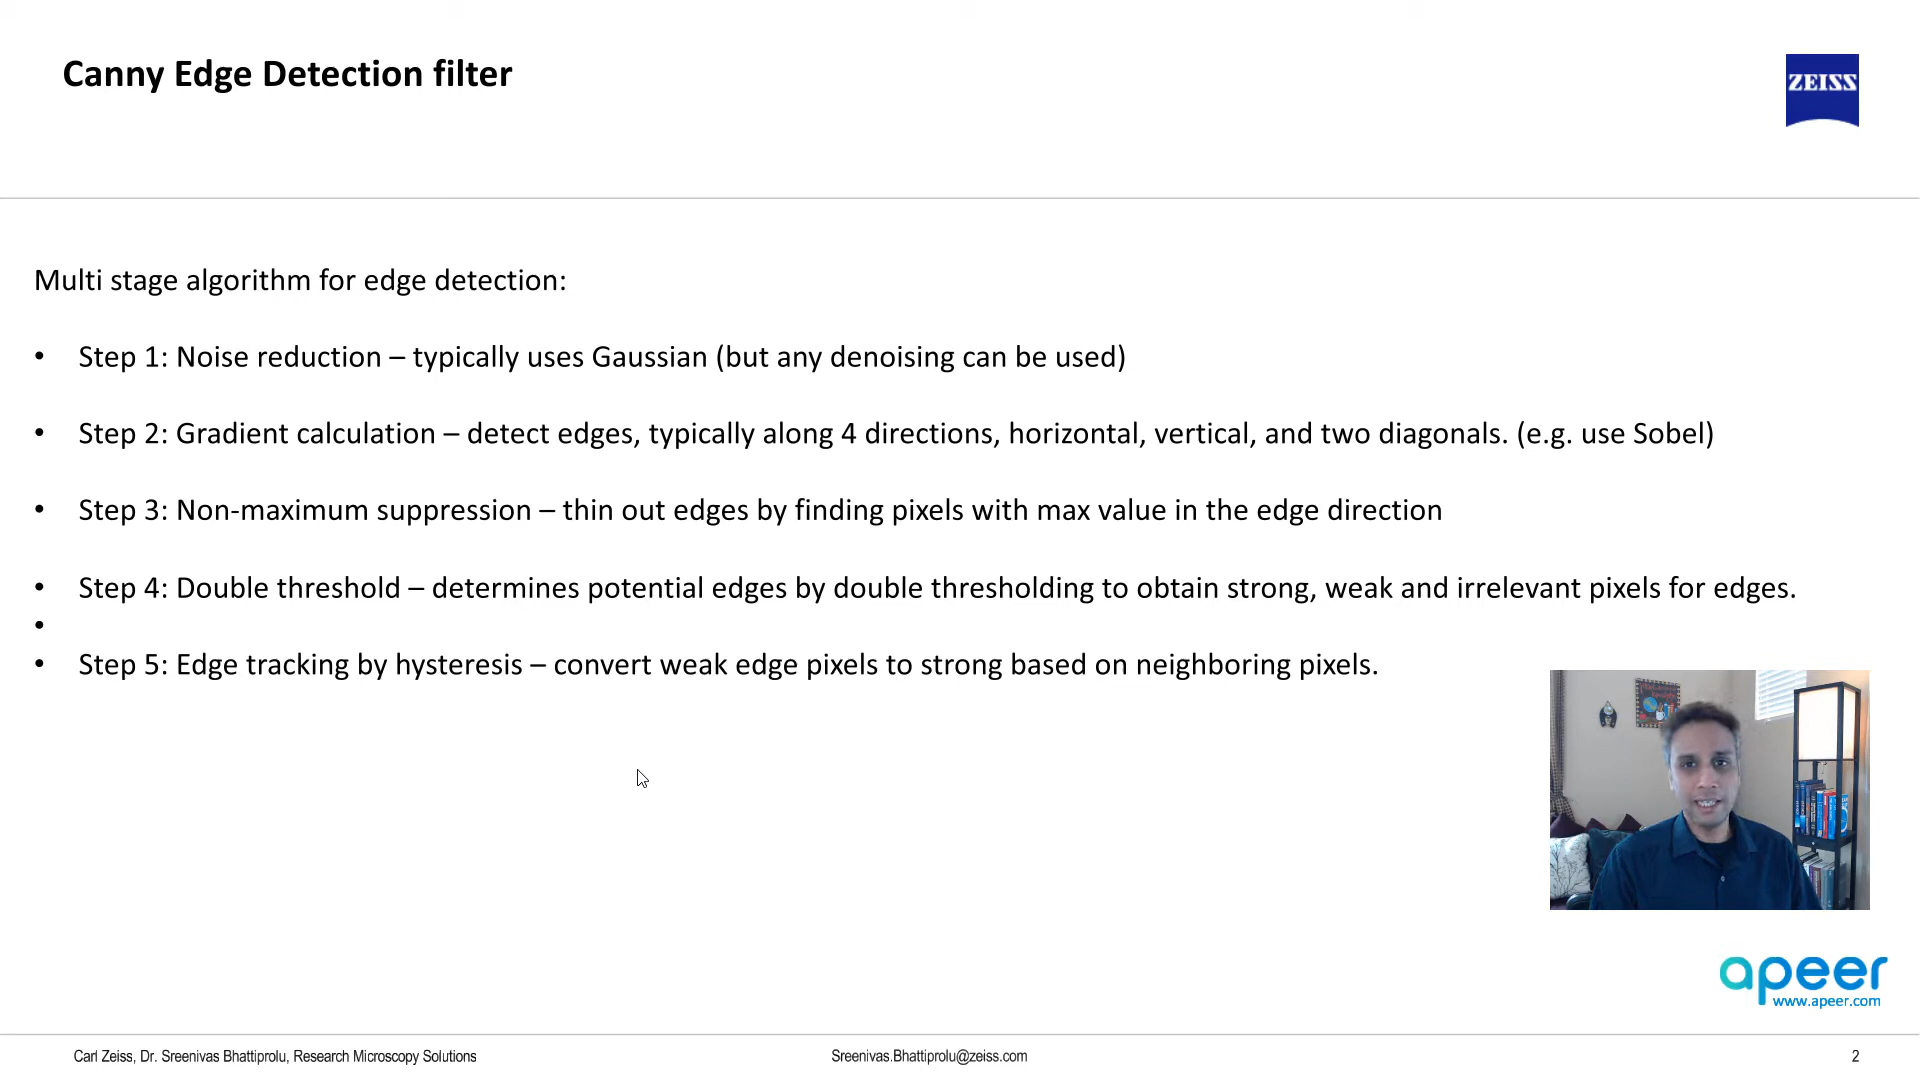 Canny Edge Detection filter
ZEISS
Multi stage algorithm for edge detection:
• Step 1: Noise reduction – typically uses Gaussian (but any denoising can be used)
• Step 2: Gradient calculation – detect edges, typically along 4 directions, horizontal, vertical, and two diagonals. (e.g. use Sobel)
• Step 3: Non-maximum suppression – thin out edges by finding pixels with max value in the edge direction
• Step 4: Double threshold – determines potential edges by double thresholding to obtain strong, weak and irrelevant pixels for edges.
•
• Step 5: Edge tracking by hysteresis – convert weak edge pixels to strong based on neighboring pixels.
apeer
www.apeer.com
Carl Zeiss, Dr. Sreenivas Bhattiprolu, Research Microscopy Solutions
Sreenivas.Bhattiprolu@zeiss.com
2